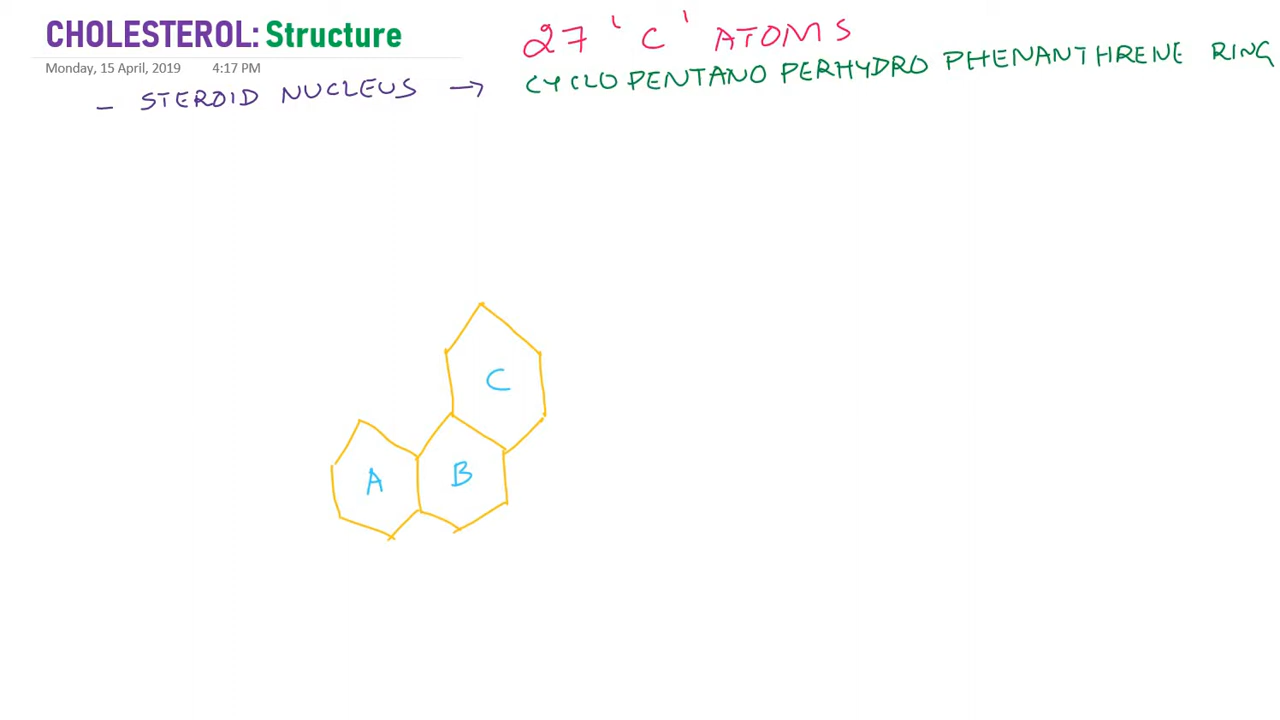 CHOLESTEROL: Structure
27 'C' ATOMS
Monday, 15 April, 2019 4:17 PM
- STEROID NUCLEUS → CYCLO PENTANO PERHYDRO PHENANTHRENE RING
C
A B